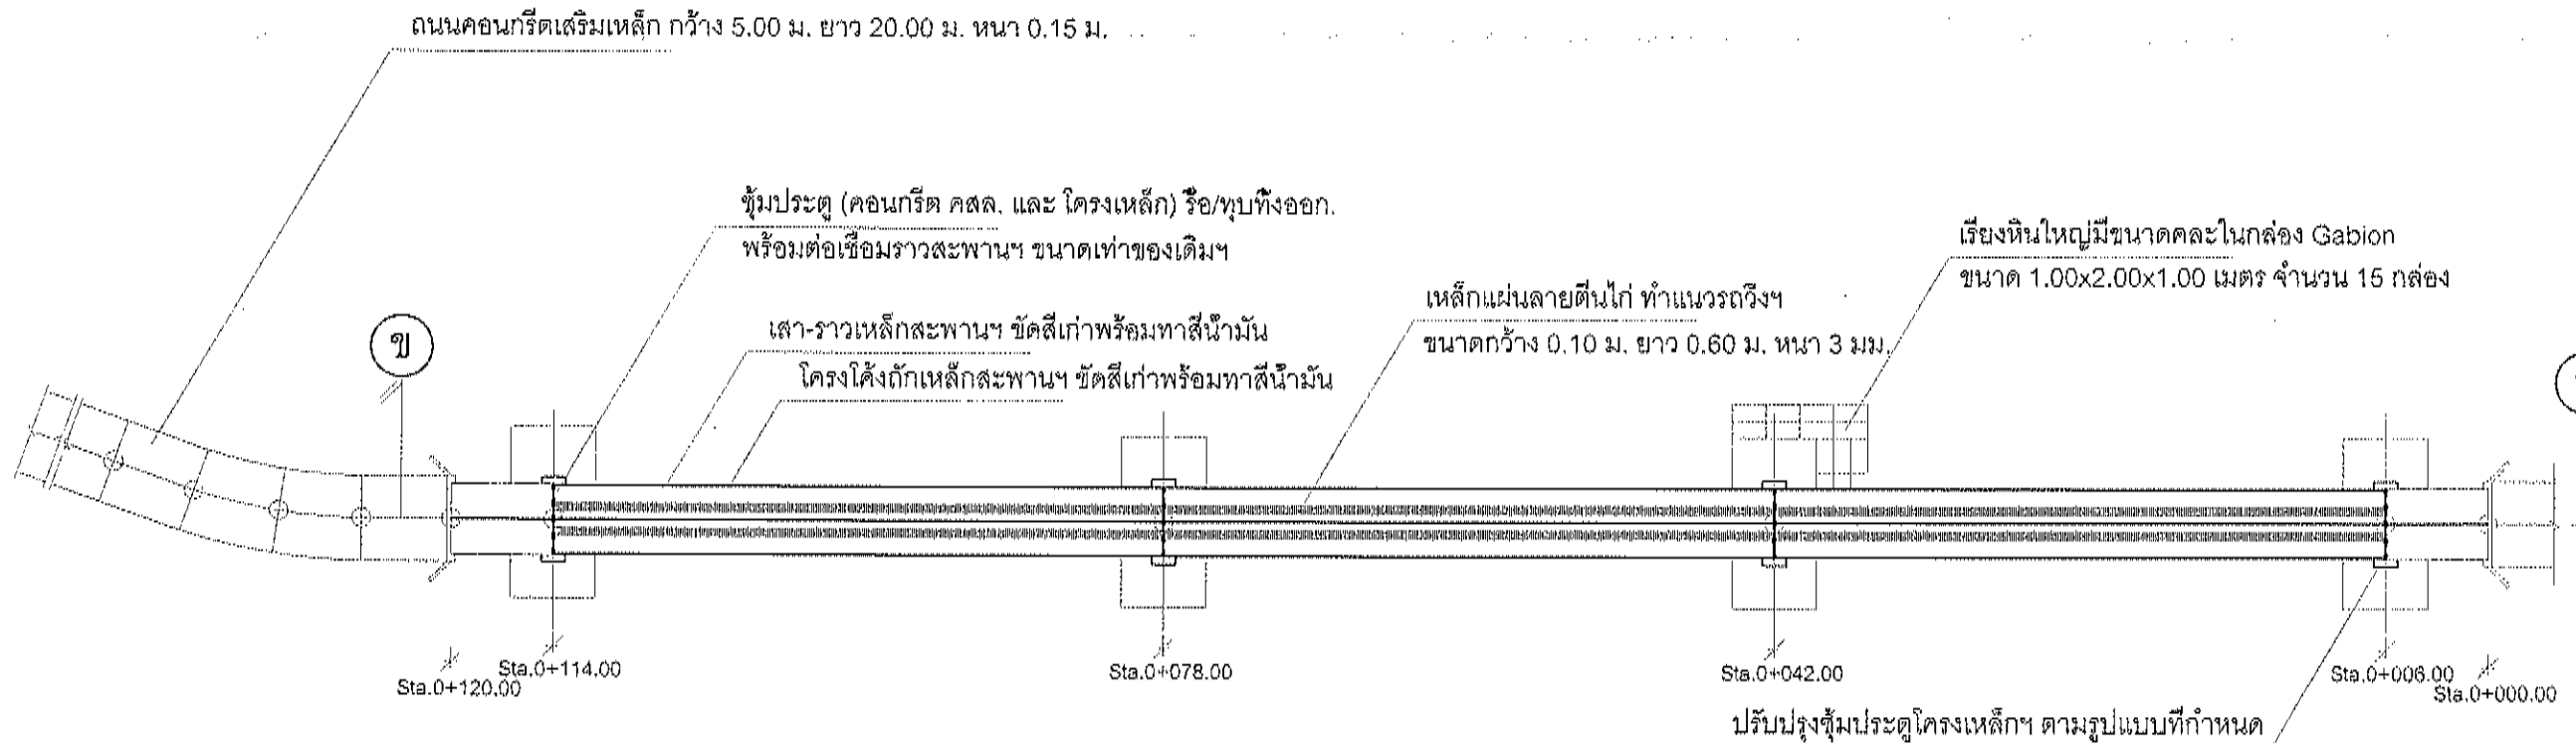 ถนนคอนกรีตเสริมเหล็ก กว้าง 5.00 ม. ยาว 20.00 ม. หนา 0.15 ม.
ซุ้มประตู (คอนกรีต คสล. และ โครงเหล็ก) รื้อ/ทุบทิ้งออก.
พร้อมต่อเชื่อมราวสะพานฯ ขนาดเท่าของเดิมฯ
เรียงหินใหญ่มีขนาดคละในกล่อง Gabion
ขนาด 1.00x2.00x1.00 เมตร จำนวน 15 กล่อง
เหล็กแผ่นลายตีนไก่ ทำแนวรถวิ่งฯ
ขนาดกว้าง 0.10 ม. ยาว 0.60 ม. หนา 3 มม.
เสา-ราวเหล็กสะพานฯ ขัดสีเก่าพร้อมทาสีน้ำมัน
โครงโค้งถักเหล็กสะพานฯ ขัดสีเก่าพร้อมทาสีน้ำมัน
ข
Sta.0+120.00
Sta.0+114.00
Sta.0+078.00
Sta.0+042.00
Sta.0+006.00
Sta.0+000.00
ปรับปรุงซุ้มประตูโครงเหล็กฯ ตามรูปแบบที่กำหนด